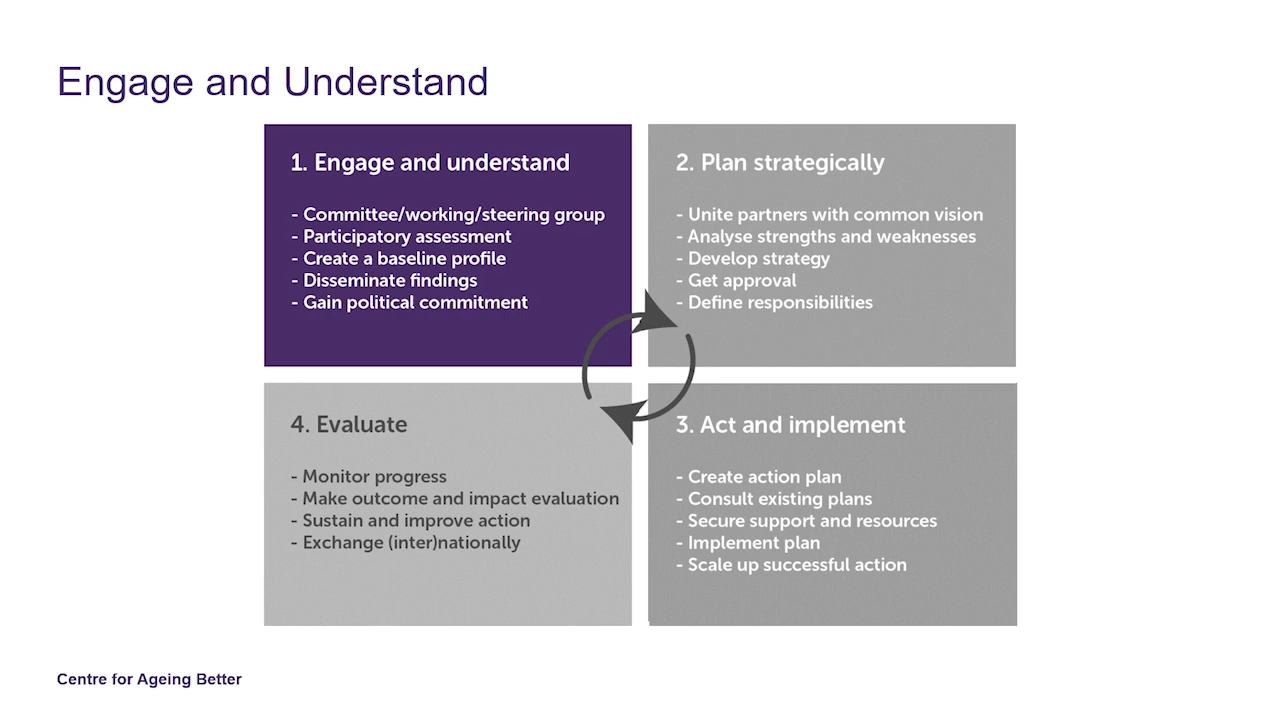 Engage and Understand
1. Engage and understand
- Committee/working/steering group
- Participatory assessment
- Create a baseline profile
- Disseminate findings
- Gain political commitment
2. Plan strategically
- Unite partners with common vision
- Analyse strengths and weaknesses
- Develop strategy
- Get approval
- Define responsibilities
3. Act and implement
- Create action plan
- Consult existing plans
- Secure support and resources
- Implement plan
- Scale up successful action
4. Evaluate
- Monitor progress
- Make outcome and impact evaluation
- Sustain and improve action
- Exchange (inter)nationally
Centre for Ageing Better